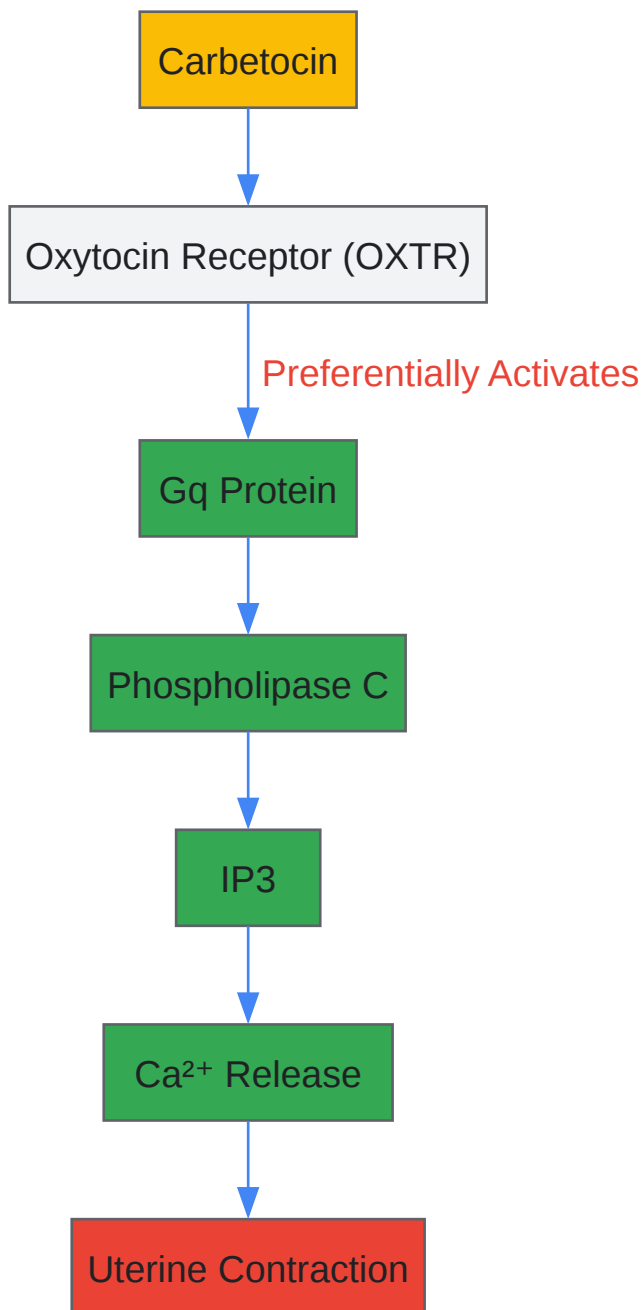 Carbetocin
Oxytocin Receptor (OXTR)
Preferentially Activates
Gq Protein
Phospholipase C
IP3
Ca²⁺ Release
Uterine Contraction